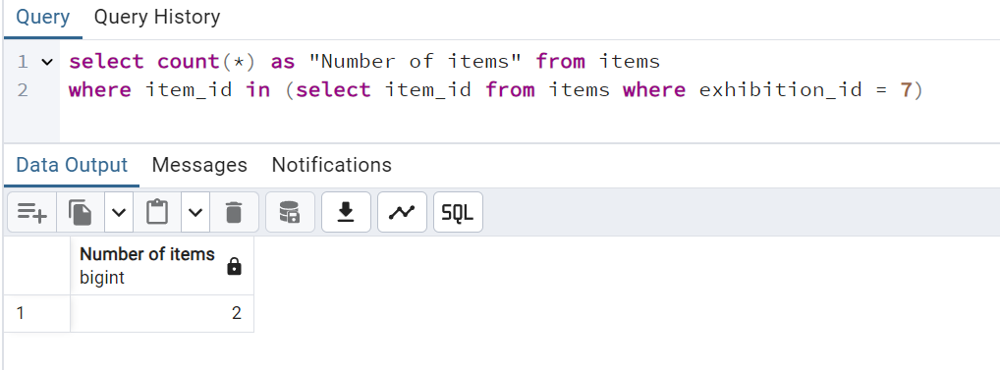 Query Query History
1 select count(*) as "Number of items" from items
2 where item_id in (select item_id from items where exhibition_id = 7)
Data Output Messages Notifications
SQL
Number of items
bigint
1 2